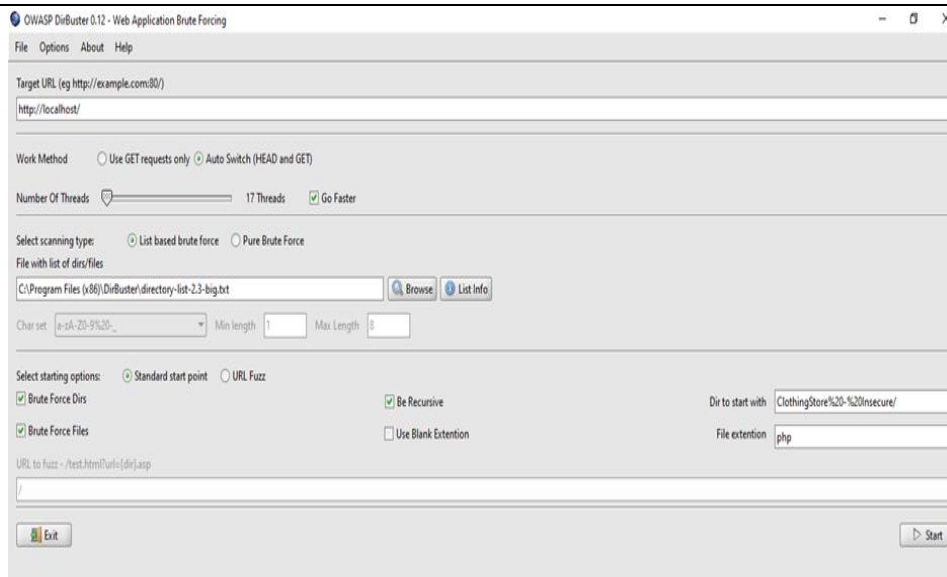 OWASP DirBuster 0.12 - Web Application Brute Forcing
File Options About Help
Target URL (eg http://example.com:80/)
http://localhost/
Work Method Use GET requests only Auto Switch (HEAD and GET)
Number Of Threads 17 Threads Go Faster
Select scanning type: List based brute force Pure Brute Force
File with list of dirs/files
C:\Program Files (x86)\DirBuster\directory-list-2.3-big.txt Browse List Info
Char set a-zA-Z0-9%20-_ Min length 1 Max Length 8
Select starting options: Standard start point URL Fuzz
Brute Force Dirs Be Recursive Dir to start with ClothingStore%20-%20Insecure/
Brute Force Files Use Blank Extention File extention php
URL to fuzz - /test.html?url={dir}.asp
/
Exit Start